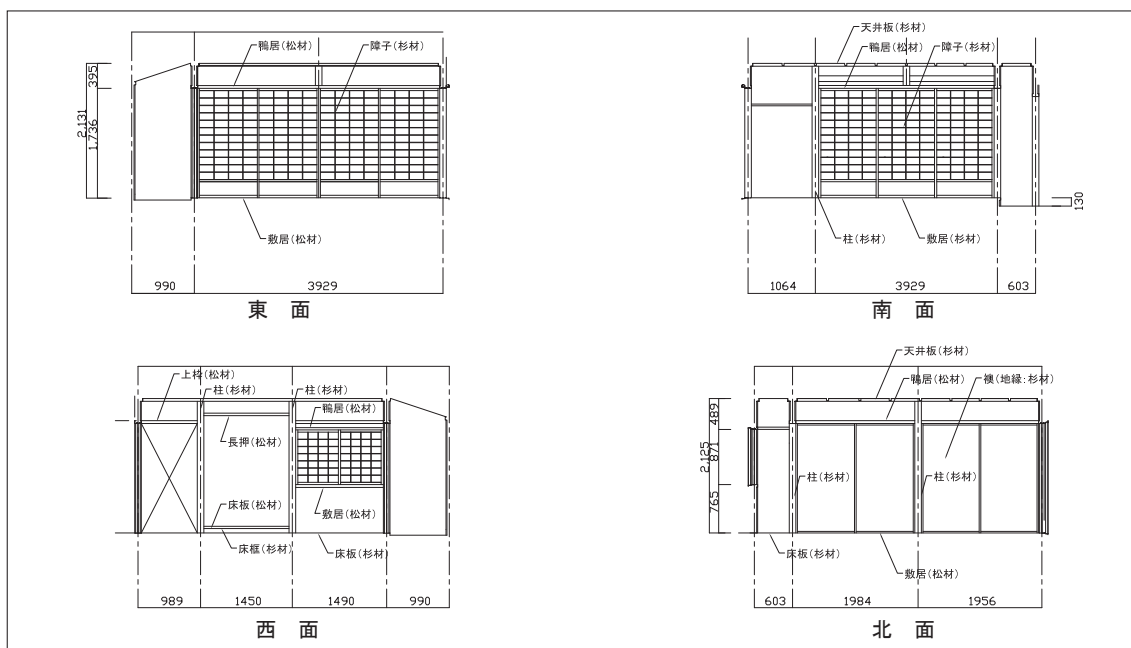 鴨居(松材)
障子(杉材)
395
2.131
1.736
敷居(松材)
990
3929
東 面
天井板(杉材)
鴨居(松材)
障子(杉材)
130
柱(杉材)
敷居(杉材)
1064
3929
603
南 面
上枠(松材)
柱(杉材)
柱(杉材)
鴨居(松材)
長押(松材)
床板(松材)
敷居(松材)
床框(杉材)
床板(杉材)
989
1450
1490
990
西 面
天井板(杉材)
鴨居(松材)
襖(地縁:杉材)
489
2.125
871
765
柱(杉材)
柱(杉材)
床板(杉材)
敷居(松材)
603
1984
1956
北 面